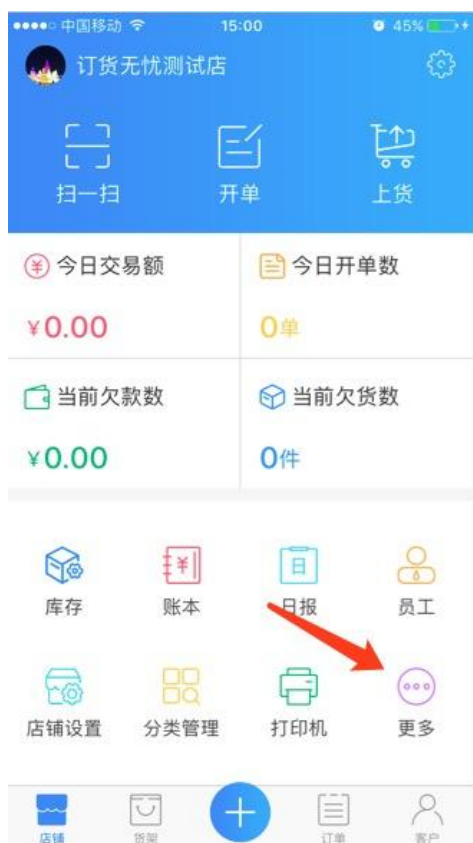 中国移动 15:00 45%
订货无忧测试店
扫一扫 开单 上货
今日交易额 今日开单数
¥0.00 0单
当前欠款数 当前欠货数
¥0.00 0件
库存 账本 日报 员工
店铺设置 分类管理 打印机 更多
店铺 货架 订单 客户